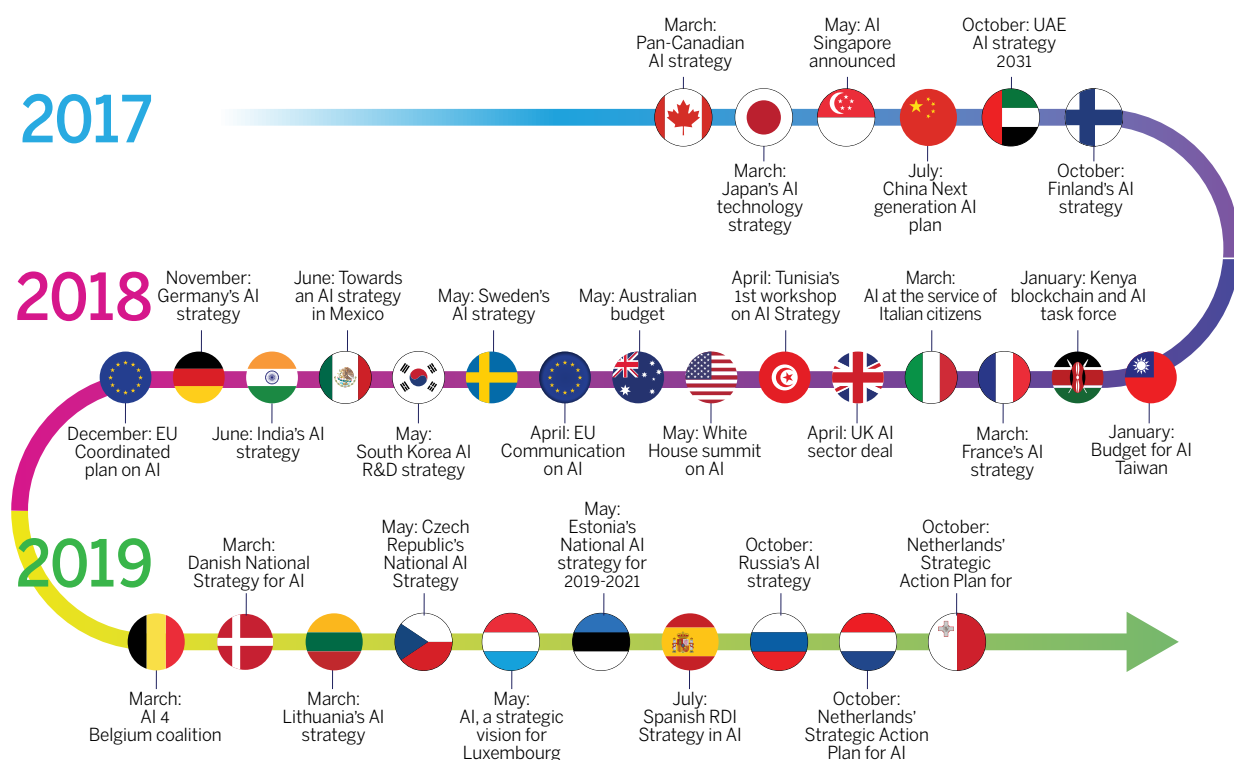 2017
March:
Pan-Canadian
AI strategy
March:
Japan's AI
technology
strategy
May: AI
Singapore
announced
July:
China Next
generation AI
plan
October: UAE
AI strategy
2031
October:
Finland's AI
strategy
2018
January:
Budget for AI
Taiwan
January: Kenya
blockchain and AI
task force
March:
France's AI
strategy
March:
AI at the service of
Italian citizens
April: UK AI
sector deal
April: Tunisia's
1st workshop
on AI Strategy
May: White
House summit
on AI
May: Australian
budget
April: EU
Communication
on AI
May: Sweden's
AI strategy
May:
South Korea AI
R&D strategy
June: Towards
an AI strategy
in Mexico
June: India's AI
strategy
November:
Germany's AI
strategy
December: EU
Coordinated
plan on AI
2019
March:
AI 4
Belgium coalition
March:
Danish National
Strategy for AI
March:
Lithuania's AI
strategy
May: Czech
Republic's
National AI
Strategy
May:
AI, a strategic
vision for
Luxembourg
May:
Estonia's
National AI
strategy for
2019-2021
July:
Spanish RDI
Strategy in AI
October:
Russia's AI
strategy
October:
Netherlands'
Strategic Action
Plan for AI
October:
Netherlands'
Strategic
Action Plan for